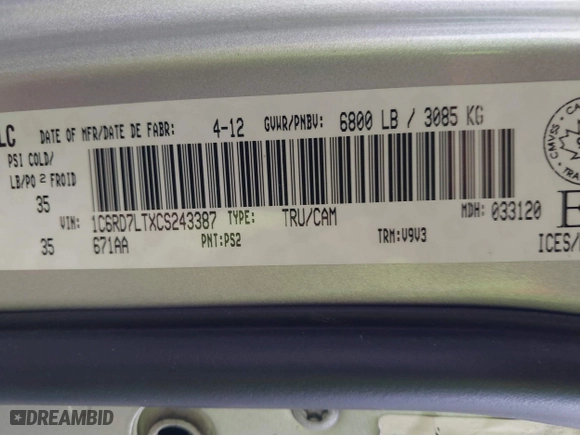 LC DATE OF MFR/DATE DE FABR: 4-12 GVWR/PNBV: 6800 LB / 3085 KG
PSI COLD/
LB/PO 2 FROID
35
VIN: 1C6RD7LTXCS243387 TYPE: TRU/CAM MDH: 033120
35 671AA PNT:PS2 TRM:V9V3 ICES/
CMVSS
DREAMBID